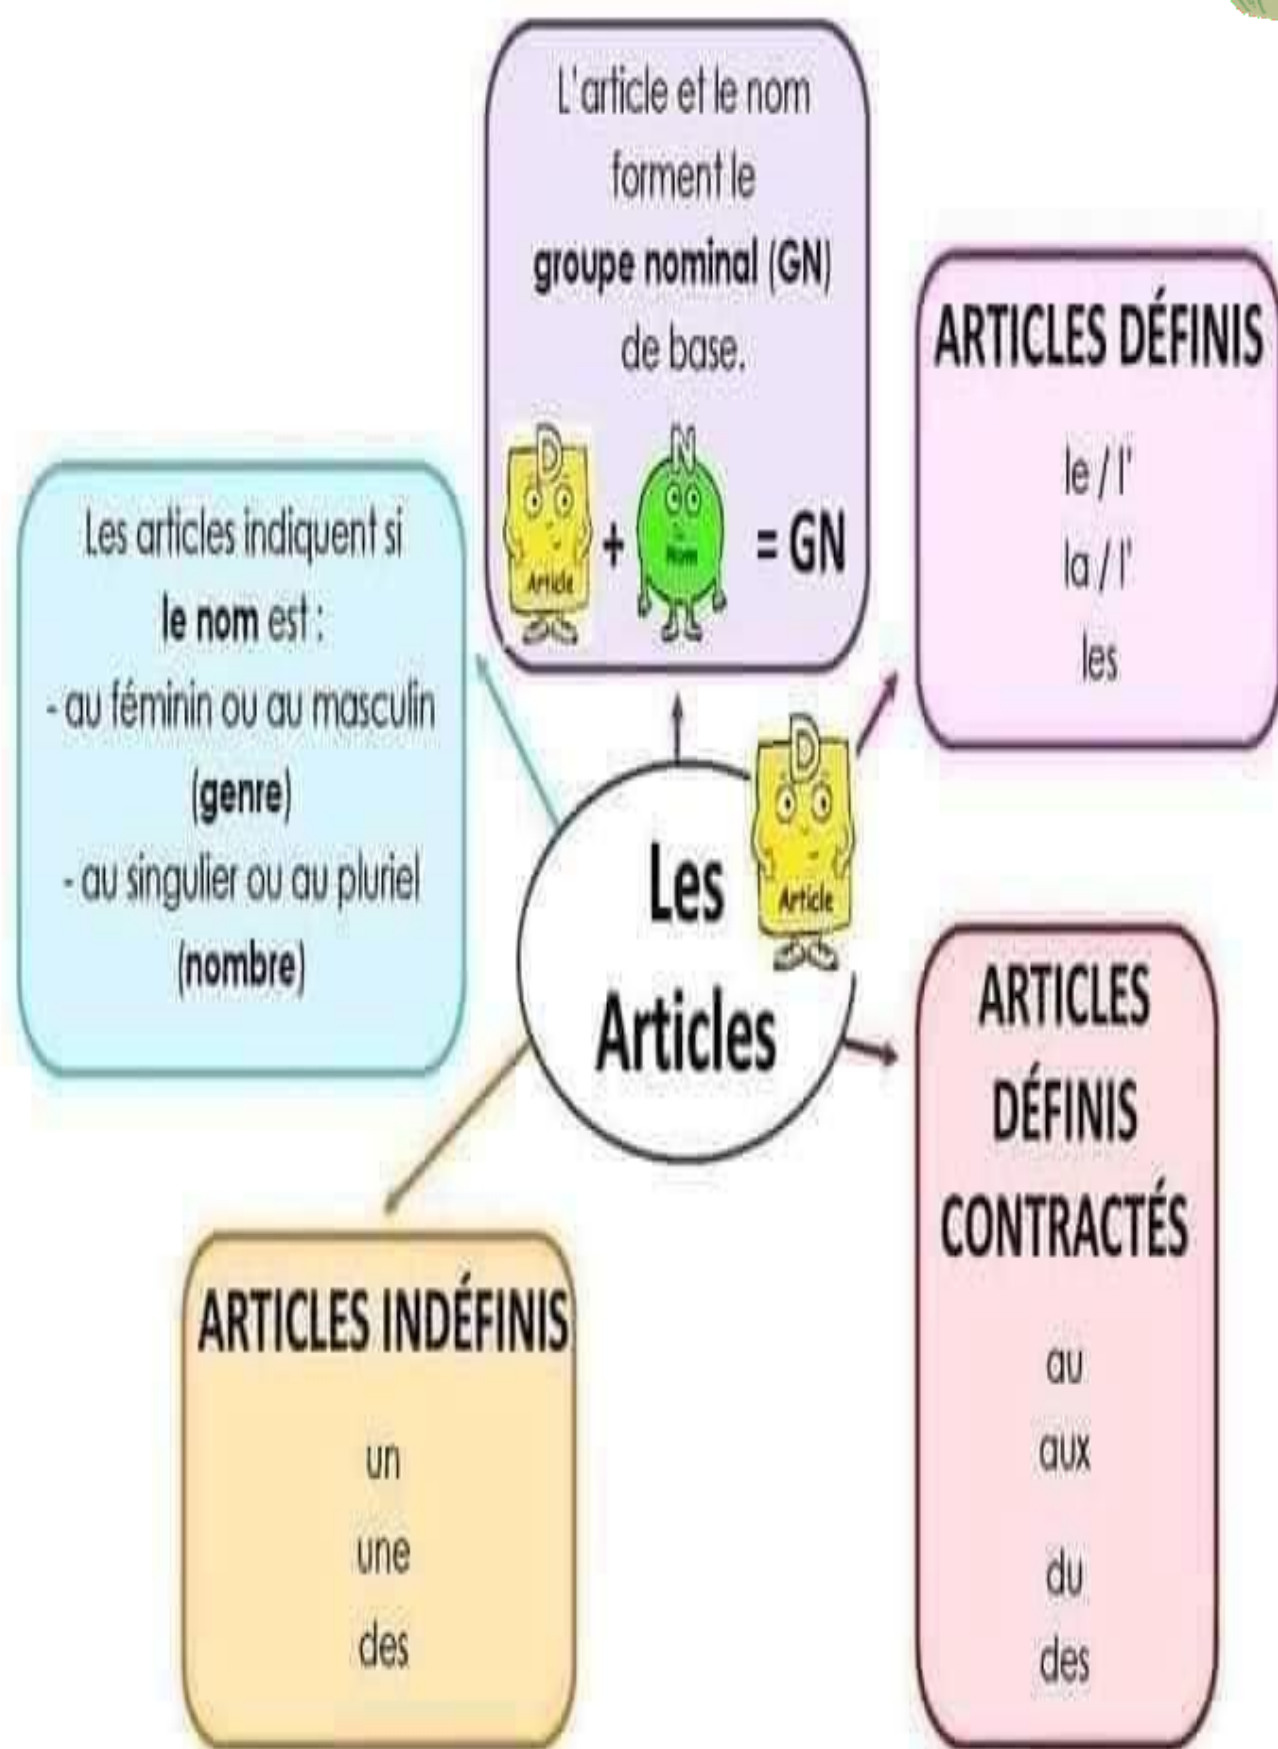 L'article et le nom
forment le
groupe nominal (GN)
de base.
D
N
Article
+
Nom
= GN
ARTICLES DÉFINIS
le / l'
la / l'
les
Les articles indiquent si
le nom est :
- au féminin ou au masculin
(genre)
- au singulier ou au pluriel
(nombre)
D
Article
Les
Articles
ARTICLES
DÉFINIS
CONTRACTÉS
au
aux
du
des
ARTICLES INDÉFINIS
un
une
des